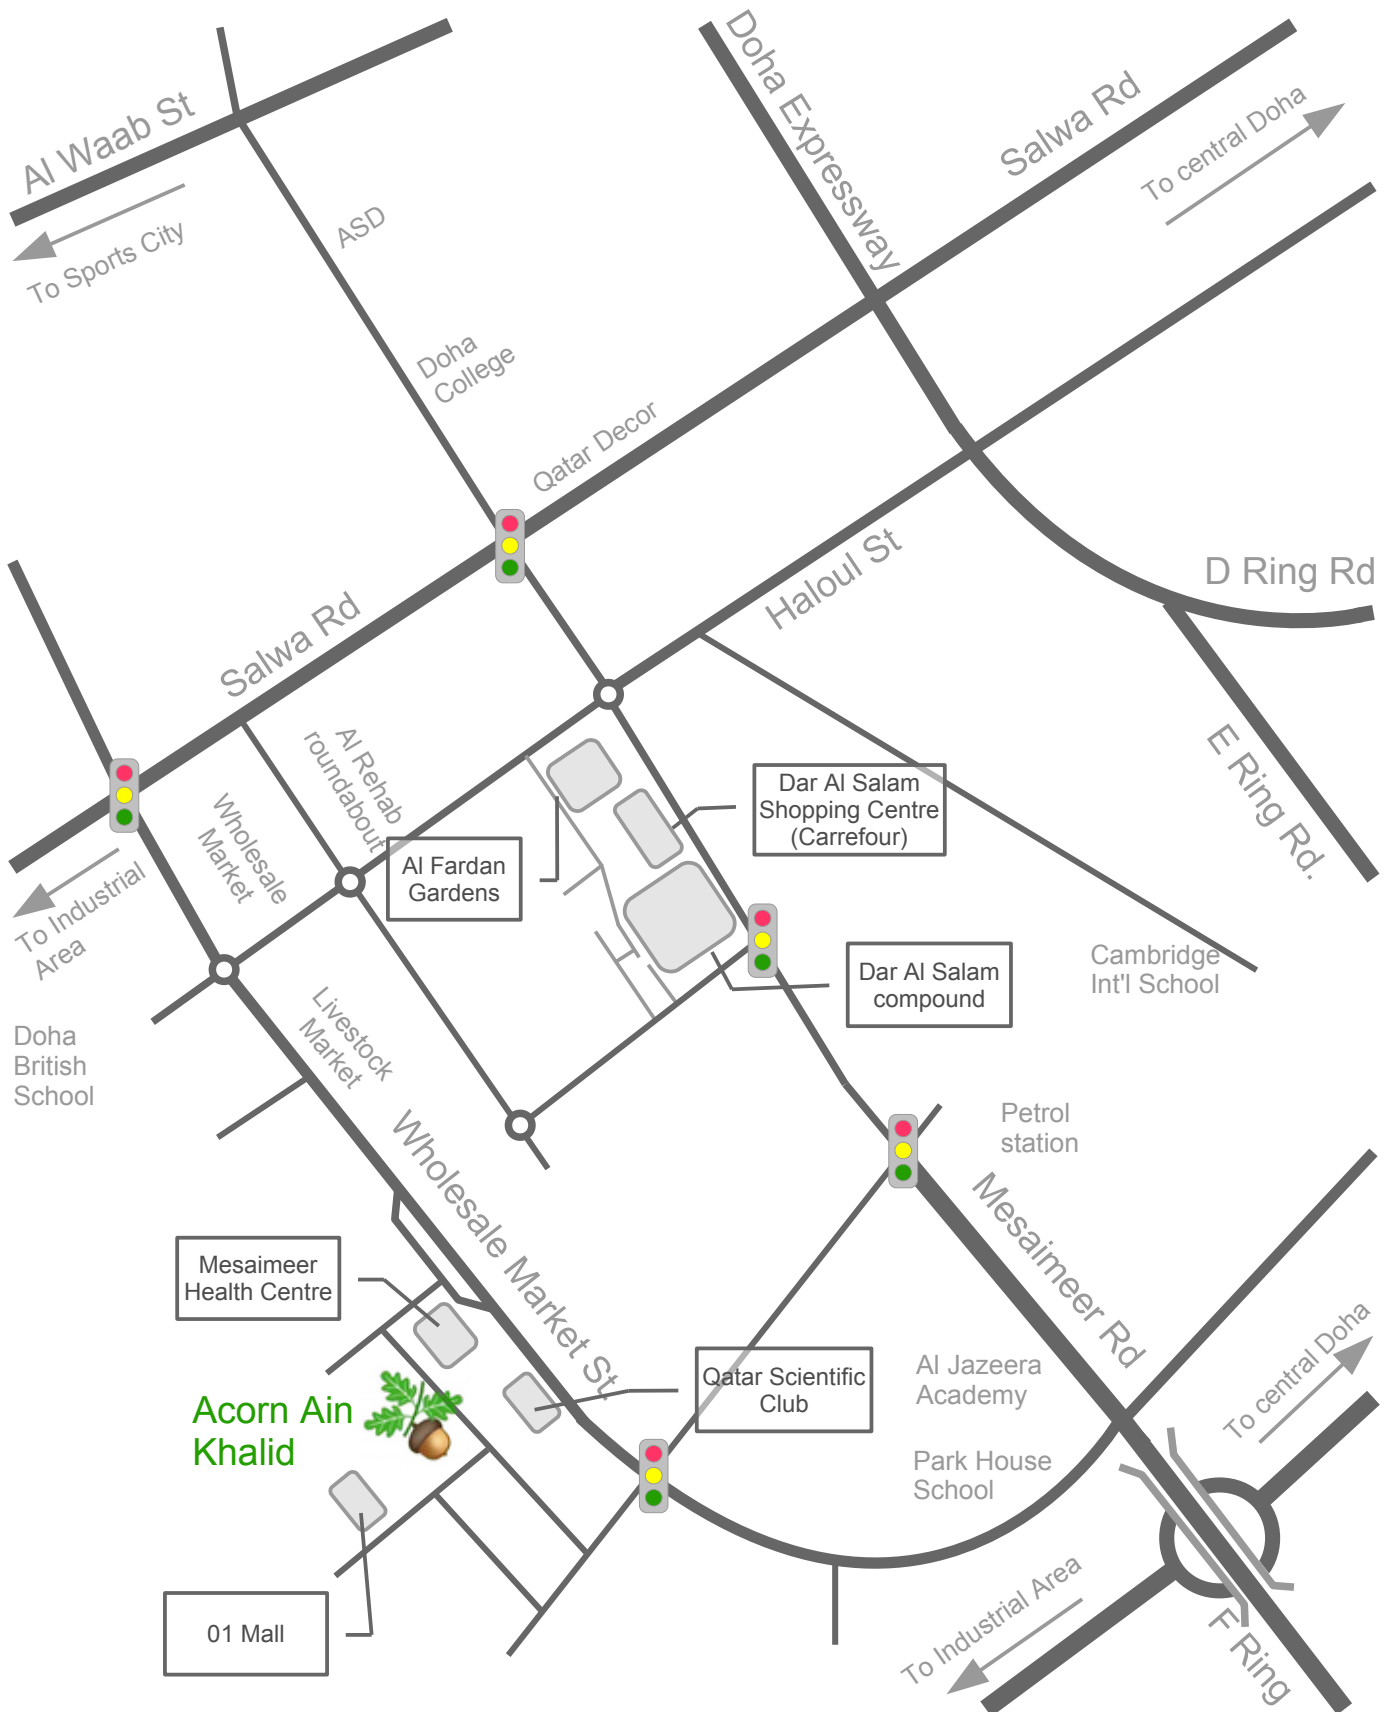 Doha Expressway
Salwa Rd
To central Doha
Al Waab St
To Sports City
ASD
Doha
College
Qatar Decor
Haloul St
D Ring Rd
E Ring Rd.
Salwa Rd
Al Rehab
roundabout
Wholesale
Market
To Industrial
Area
Al Fardan
Gardens
Dar Al Salam
Shopping Centre
(Carrefour)
Dar Al Salam
compound
Cambridge
Int'l School
Doha
British
School
Livestock
Market
Petrol
station
Wholesale Market St.
Mesaimeer Rd
Mesaimeer
Health Centre
Qatar Scientific
Club
Al Jazeera
Academy
To central Doha
Acorn Ain
Khalid
Park House
School
01 Mall
To Industrial Area
F Ring